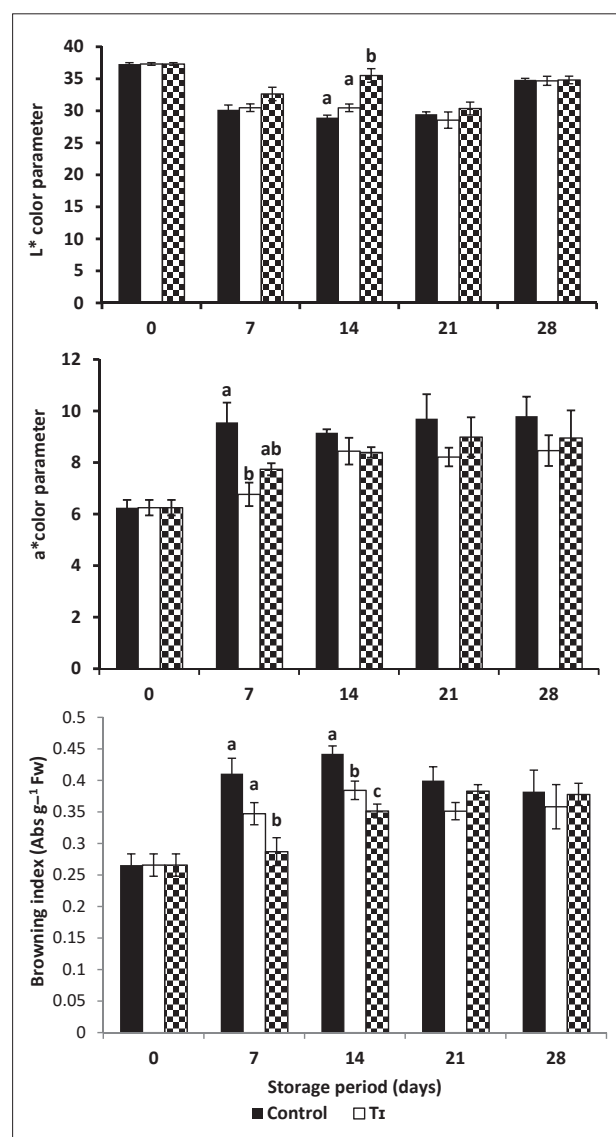 40
35
30
25
20
15
10
5
0
L* color parameter
a
a
b
0 7 14 21 28
12
10
8
6
4
2
0
a*color parameter
a
b
ab
0 7 14 21 28
0.5
0.45
0.4
0.35
0.3
0.25
0.2
0.15
0.1
0.05
0
Browning index (Abs g–1 Fw)
a
a
b
a
b
c
0 7 14 21 28
Storage period (days)
Control TI